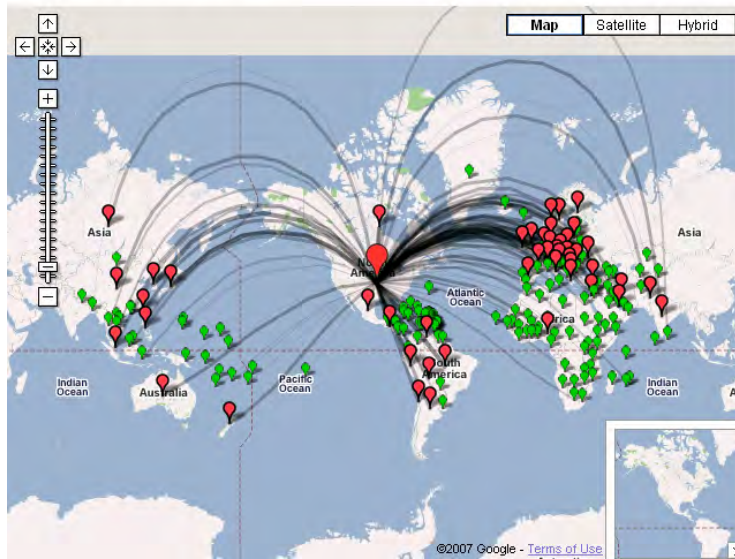 Map Satellite Hybrid
Asia
Asia
Atlantic
Ocean
Indian
Ocean
Pacific
Ocean
South
America
Australia
Indian
Ocean
©2007 Google - Terms of Use